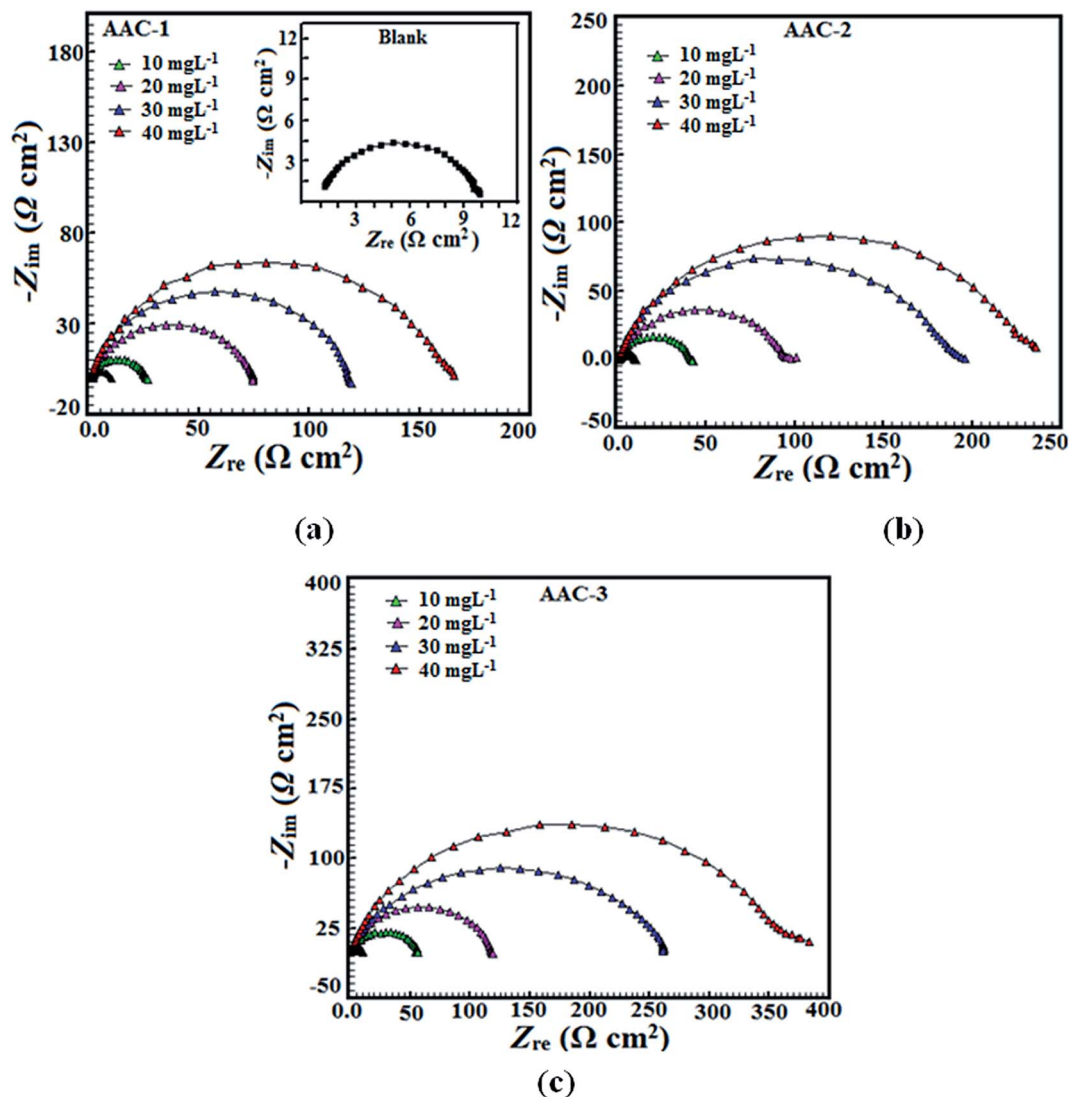 AAC-1
10 mgL⁻¹
20 mgL⁻¹
30 mgL⁻¹
40 mgL⁻¹
-Zim (Ω cm²)
180
130
80
30
-20
0.0 50 100 150 200
Zre (Ω cm²)
Blank
-Zim (Ω cm²)
12
9
6
3
3 6 9 12
Zre (Ω cm²)
(a)
AAC-2
10 mgL⁻¹
20 mgL⁻¹
30 mgL⁻¹
40 mgL⁻¹
-Zim (Ω cm²)
250
200
150
100
50
0.0
-50
0.0 50 100 150 200 250
Zre (Ω cm²)
(b)
AAC-3
10 mgL⁻¹
20 mgL⁻¹
30 mgL⁻¹
40 mgL⁻¹
-Zim (Ω cm²)
400
325
250
175
100
25
-50
0.0 50 100 150 200 250 300 350 400
Zre (Ω cm²)
(c)